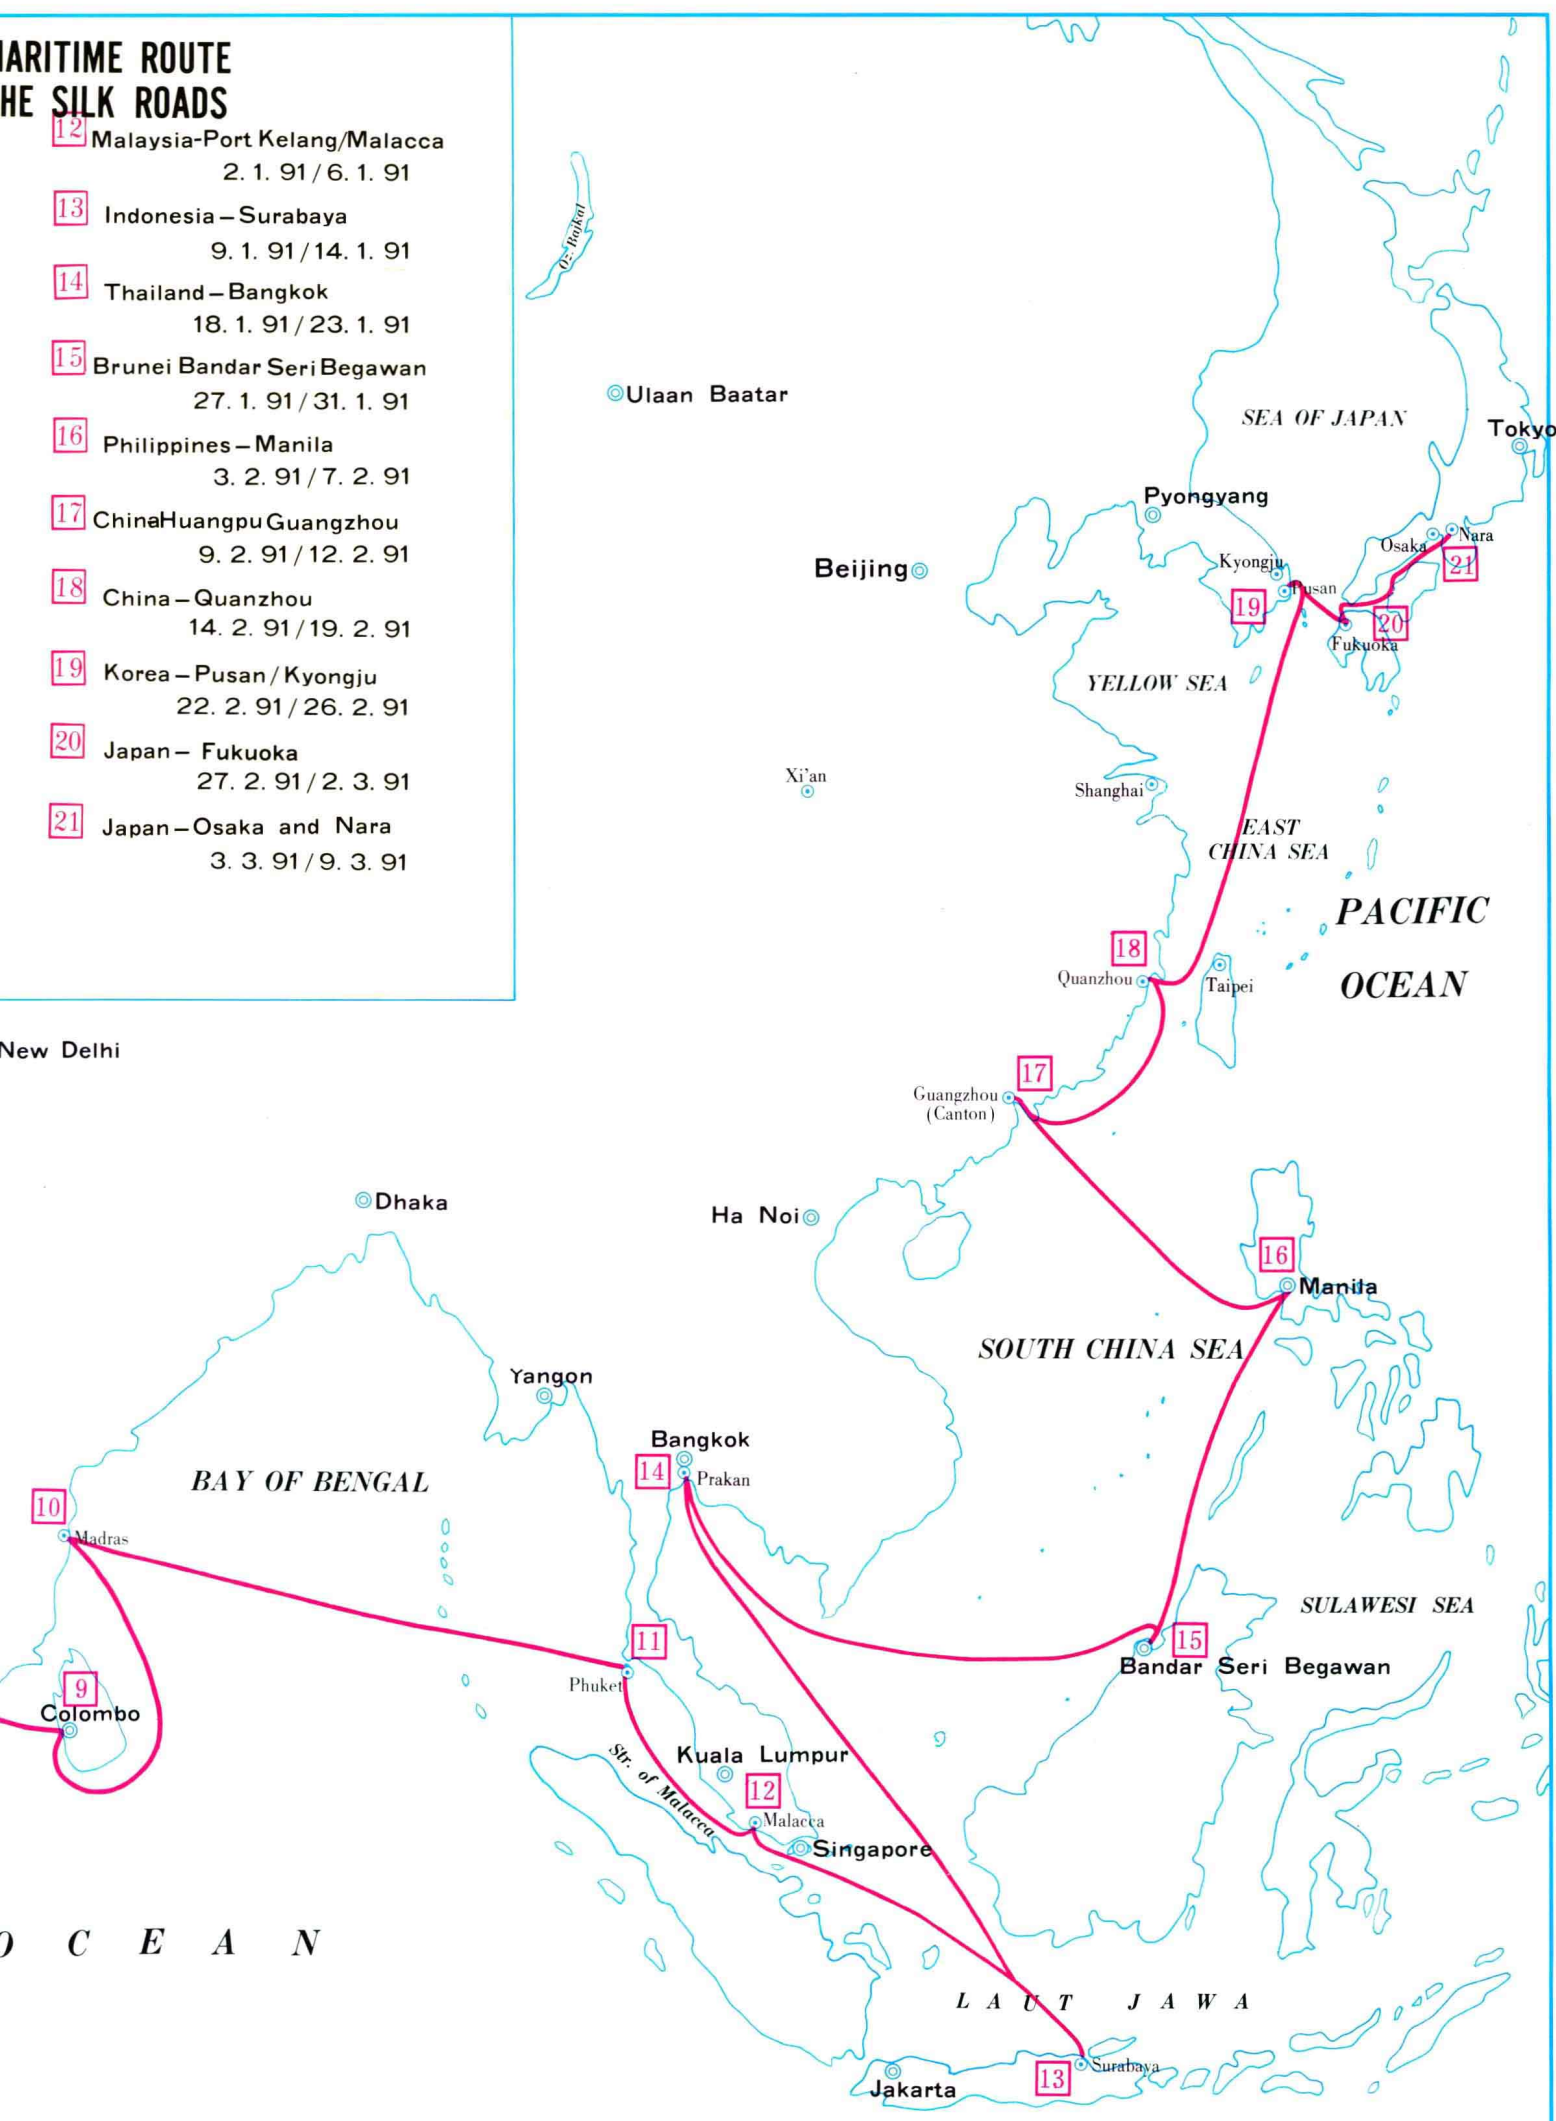 MARITIME ROUTE
THE SILK ROADS
12 Malaysia-Port Kelang/Malacca
2. 1. 91/6. 1. 91
13 Indonesia – Surabaya
9. 1. 91/14. 1. 91
14 Thailand – Bangkok
18. 1. 91/23. 1. 91
15 Brunei Bandar Seri Begawan
27. 1. 91/31. 1. 91
16 Philippines – Manila
3. 2. 91/7. 2. 91
17 China-Huangpu Guangzhou
9. 2. 91/12. 2. 91
18 China – Quanzhou
14. 2. 91/19. 2. 91
19 Korea – Pusan/Kyongju
22. 2. 91/26. 2. 91
20 Japan – Fukuoka
27. 2. 91/2. 3. 91
21 Japan – Osaka and Nara
3. 3. 91/9. 3. 91
Oz. Bajkal
Ulaan Baatar
SEA OF JAPAN
Tokyo
Pyongyang
Osaka
Nara
21
Beijing
Kyongju
Pusan
19
20
Fukuoka
YELLOW SEA
Xi'an
Shanghai
EAST
CHINA SEA
PACIFIC
OCEAN
18
Quanzhou
Taipei
New Delhi
17
Guangzhou
(Canton)
Dhaka
Ha Noi
16
Manila
SOUTH CHINA SEA
Yangon
Bangkok
14
Prakan
BAY OF BENGAL
10
Madras
SULAWESI SEA
11
15
Bandar Seri Begawan
Phuket
9
Colombo
Str. of Malacca
Kuala Lumpur
12
Malacca
Singapore
OCEAN
LAUT JAWA
Surabaya
13
Jakarta